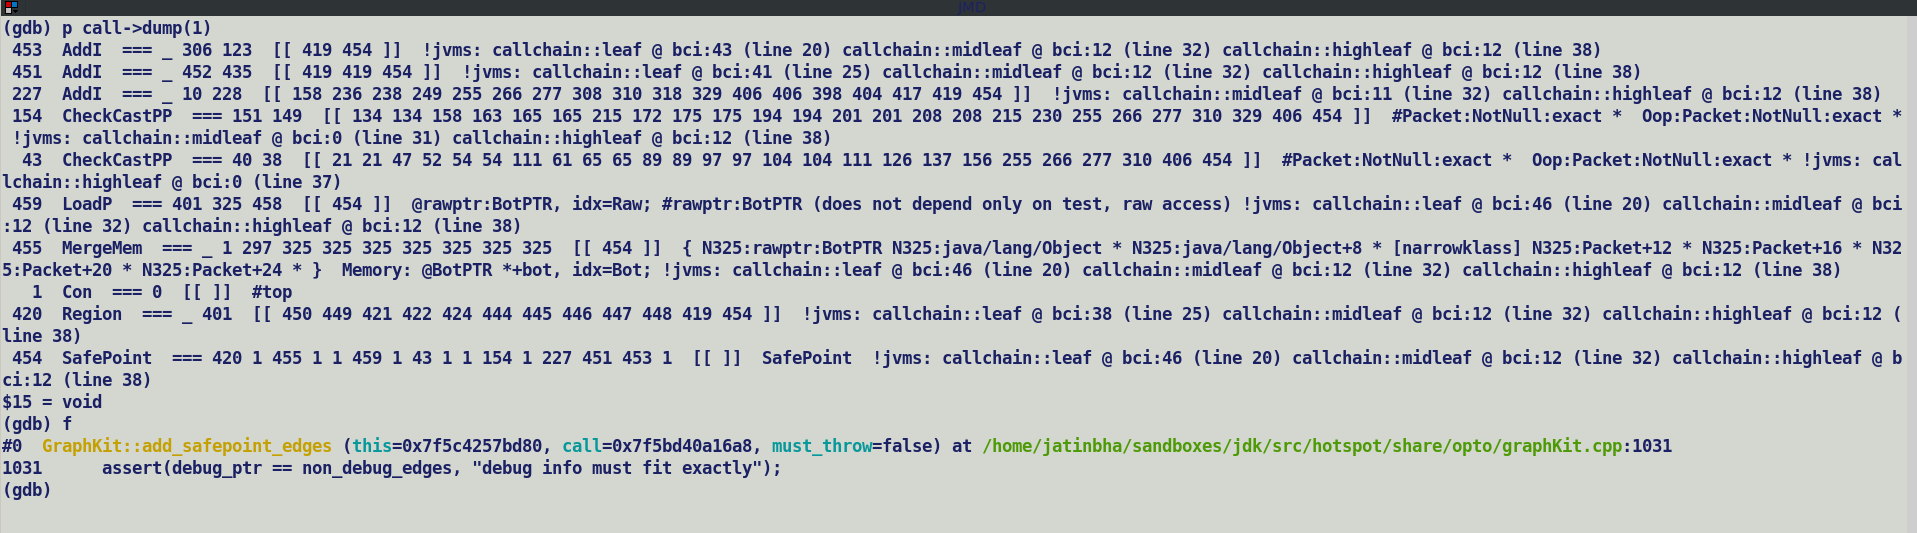 JMD
(gdb) p call->dump(1)
 453  AddI  === _ 306 123  [[ 419 454 ]]  !jvms: callchain::leaf @ bci:43 (line 20) callchain::midleaf @ bci:12 (line 32) callchain::highleaf @ bci:12 (line 38)
 451  AddI  === _ 452 435  [[ 419 419 454 ]]  !jvms: callchain::leaf @ bci:41 (line 25) callchain::midleaf @ bci:12 (line 32) callchain::highleaf @ bci:12 (line 38)
 227  AddI  === _ 10 228  [[ 158 236 238 249 255 266 277 308 310 318 329 406 406 398 404 417 419 454 ]]  !jvms: callchain::midleaf @ bci:11 (line 32) callchain::highleaf @ bci:12 (line 38)
 154  CheckCastPP  === 151 149  [[ 134 134 158 163 165 165 215 172 175 175 194 194 201 201 208 208 215 230 255 266 277 310 329 406 454 ]]  #Packet:NotNull:exact *  Oop:Packet:NotNull:exact *
 !jvms: callchain::midleaf @ bci:0 (line 31) callchain::highleaf @ bci:12 (line 38)
  43  CheckCastPP  === 40 38  [[ 21 21 47 52 54 54 111 61 65 65 89 89 97 97 104 104 111 126 137 156 255 266 277 310 406 454 ]]  #Packet:NotNull:exact *  Oop:Packet:NotNull:exact * !jvms: cal
lchain::highleaf @ bci:0 (line 37)
 459  LoadP  === 401 325 458  [[ 454 ]]  @rawptr:BotPTR, idx=Raw; #rawptr:BotPTR (does not depend only on test, raw access) !jvms: callchain::leaf @ bci:46 (line 20) callchain::midleaf @ bci
:12 (line 32) callchain::highleaf @ bci:12 (line 38)
 455  MergeMem  === _ 1 297 325 325 325 325 325 325 325  [[ 454 ]]  { N325:rawptr:BotPTR N325:java/lang/Object * N325:java/lang/Object+8 * [narrowklass] N325:Packet+12 * N325:Packet+16 * N32
5:Packet+20 * N325:Packet+24 * }  Memory: @BotPTR *+bot, idx=Bot; !jvms: callchain::leaf @ bci:46 (line 20) callchain::midleaf @ bci:12 (line 32) callchain::highleaf @ bci:12 (line 38)
   1  Con  === 0  [[ ]]  #top
 420  Region  === _ 401  [[ 450 449 421 422 424 444 445 446 447 448 419 454 ]]  !jvms: callchain::leaf @ bci:38 (line 25) callchain::midleaf @ bci:12 (line 32) callchain::highleaf @ bci:12 (
line 38)
 454  SafePoint  === 420 1 455 1 1 459 1 43 1 1 154 1 227 451 453 1  [[ ]]  SafePoint  !jvms: callchain::leaf @ bci:46 (line 20) callchain::midleaf @ bci:12 (line 32) callchain::highleaf @ b
ci:12 (line 38)
$15 = void
(gdb) f
#0  GraphKit::add_safepoint_edges (this=0x7f5c4257bd80, call=0x7f5bd40a16a8, must_throw=false) at /home/jatinbha/sandboxes/jdk/src/hotspot/share/opto/graphKit.cpp:1031
1031      assert(debug_ptr == non_debug_edges, "debug info must fit exactly");
(gdb)